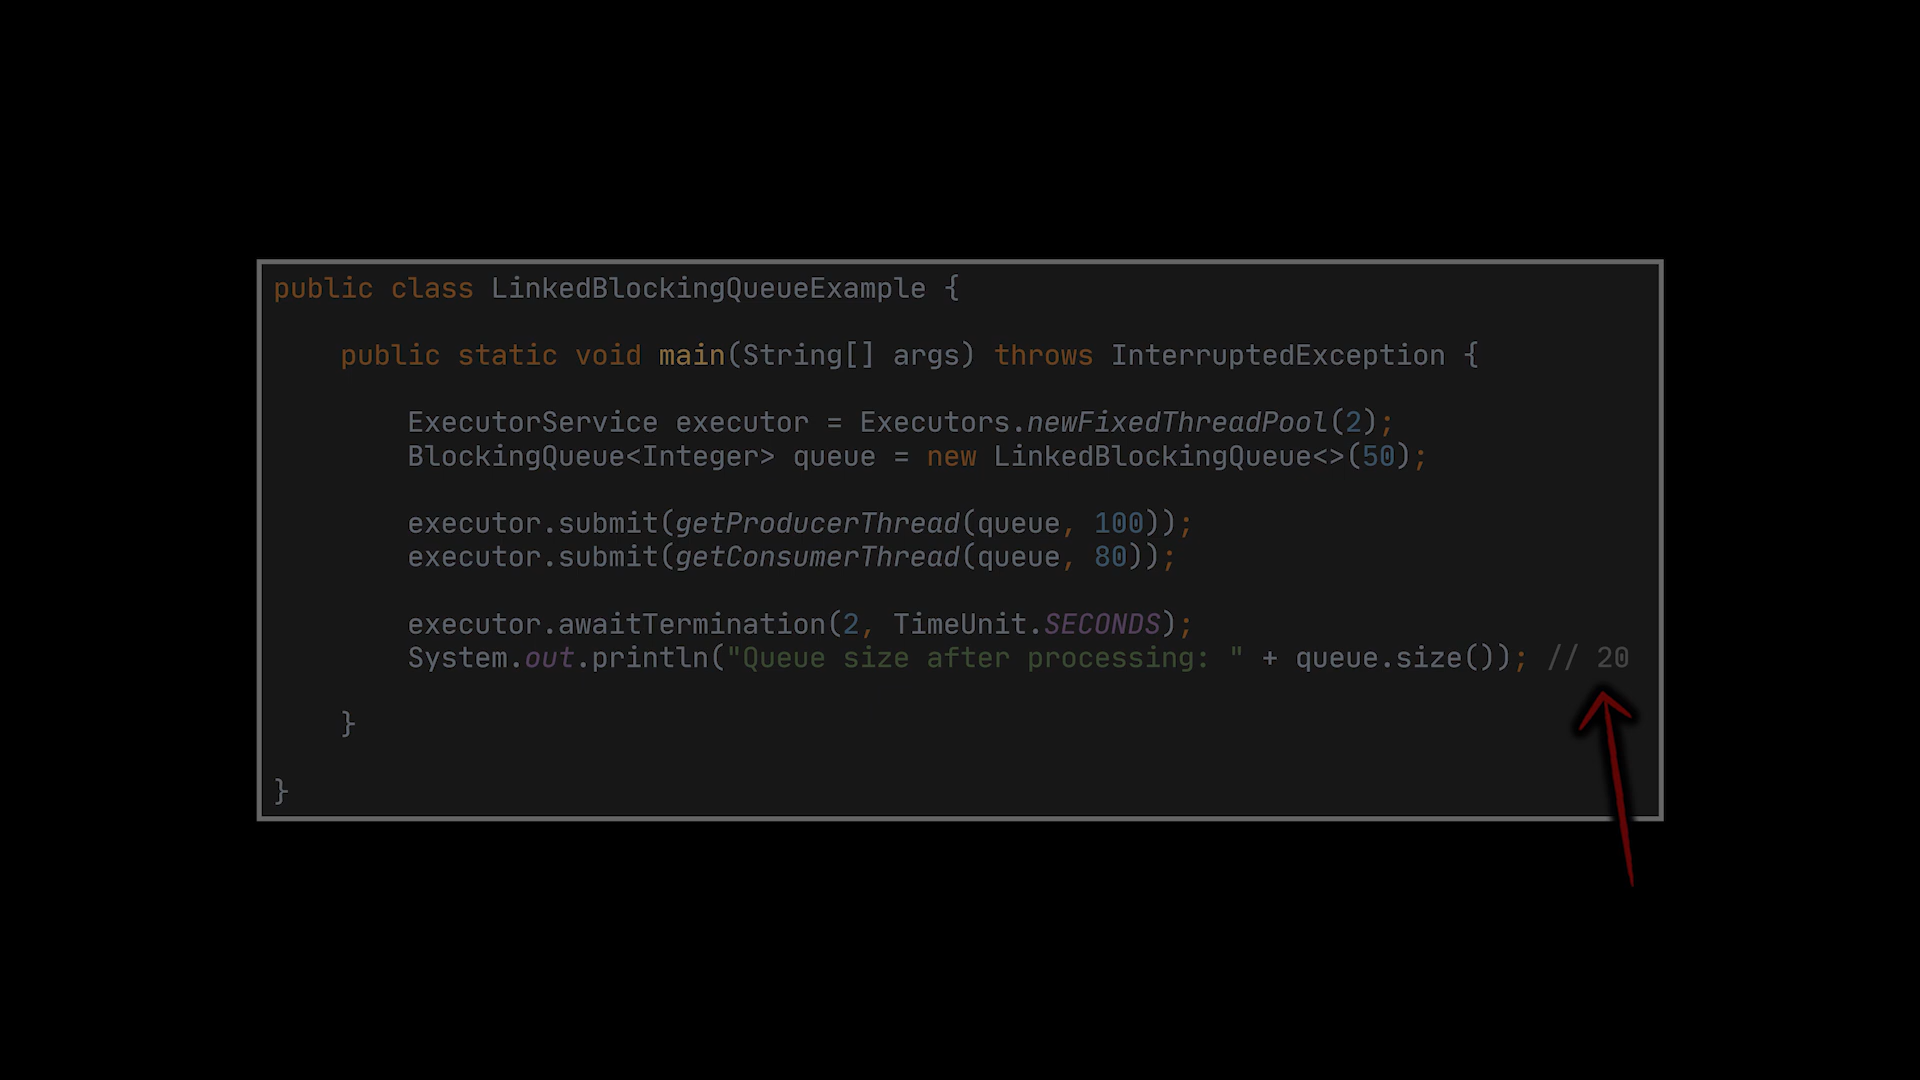 public class LinkedBlockingQueueExample {
public static void main(String[] args) throws InterruptedException {
ExecutorService executor = Executors.newFixedThreadPool(2);
BlockingQueue<Integer> queue = new LinkedBlockingQueue<>(50);
executor.submit(getProducerThread(queue, 100));
executor.submit(getConsumerThread(queue, 80));
executor.awaitTermination(2, TimeUnit.SECONDS);
System.out.println("Queue size after processing: " + queue.size()); // 20
}
}